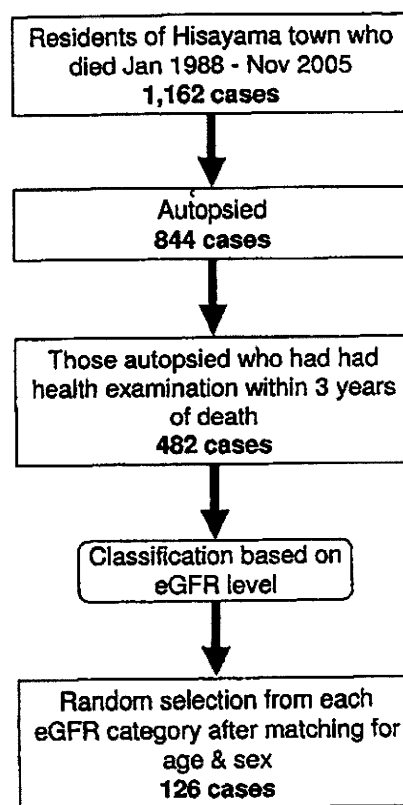 Residents of Hisayama town who
died Jan 1988 - Nov 2005
1,162 cases
Autopsied
844 cases
Those autopsied who had had
health examination within 3 years
of death
482 cases
Classification based on
eGFR level
Random selection from each
eGFR category after matching for
age & sex
126 cases